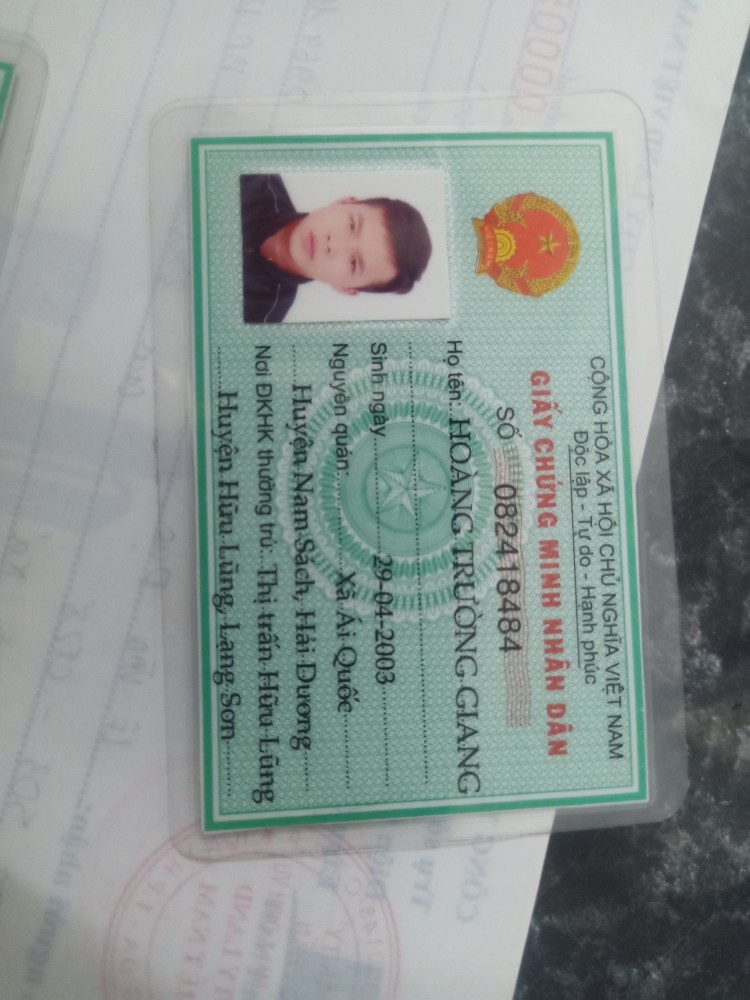 CỘNG HÒA XÃ HỘI CHỦ NGHĨA VIỆT NAM
Độc lập - Tự do - Hạnh phúc
GIẤY CHỨNG MINH NHÂN DÂN
SỐ 082418484
Họ tên: HOÀNG TRƯỜNG GIANG
Sinh ngày 29-04-2003
Nguyên quán: Xã Ái Quốc
Huyện Nam Sách, Hải Dương
Nơi ĐKHK thường trú: Thị trấn Hữu Lũng
Huyện Hữu Lũng, Lạng Sơn
VIỆT NAM